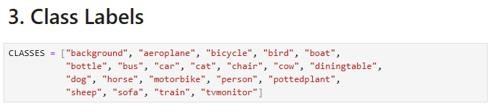 3. Class Labels
CLASSES = ["background", "aeroplane", "bicycle", "bird", "boat",
"bottle", "bus", "car", "cat", "chair", "cow", "diningtable",
"dog", "horse", "motorbike", "person", "pottedplant",
"sheep", "sofa", "train", "tvmonitor"]